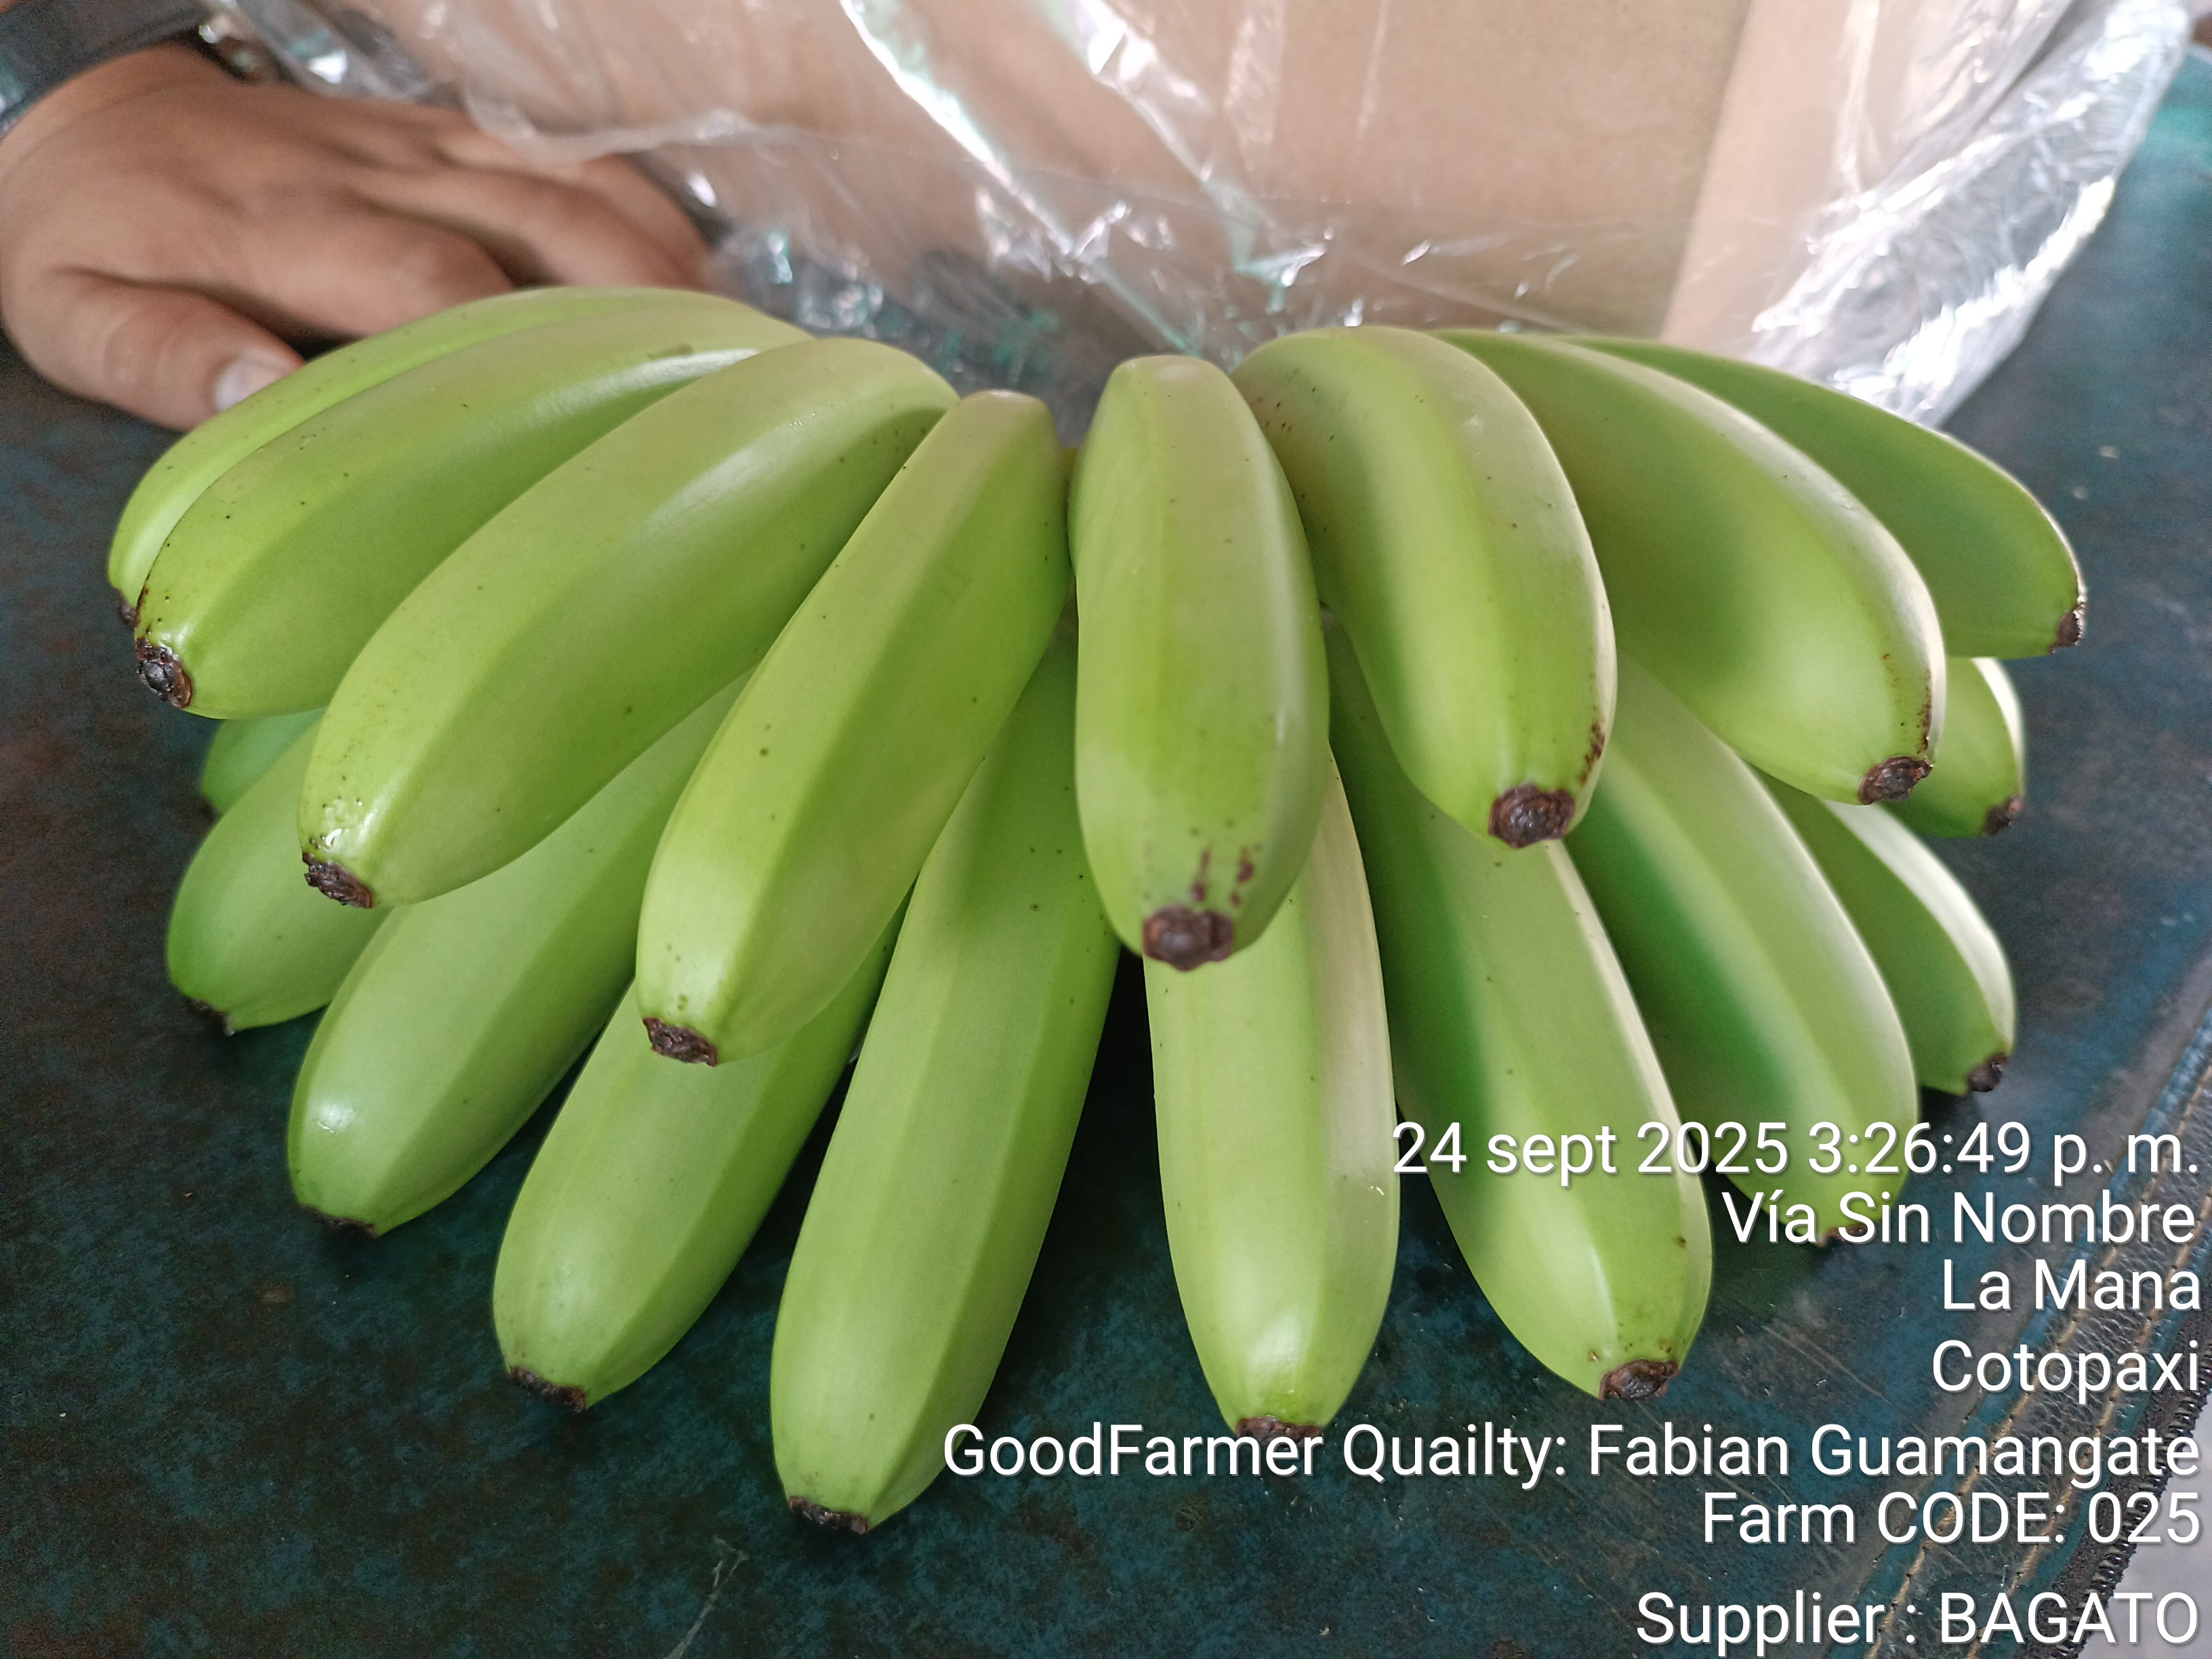 24 sept 2025 3:26:49 p. m.
Vía Sin Nombre
La Mana
Cotopaxi
GoodFarmer Quailty: Fabian Guamangate
Farm CODE: 025
Supplier : BAGATO